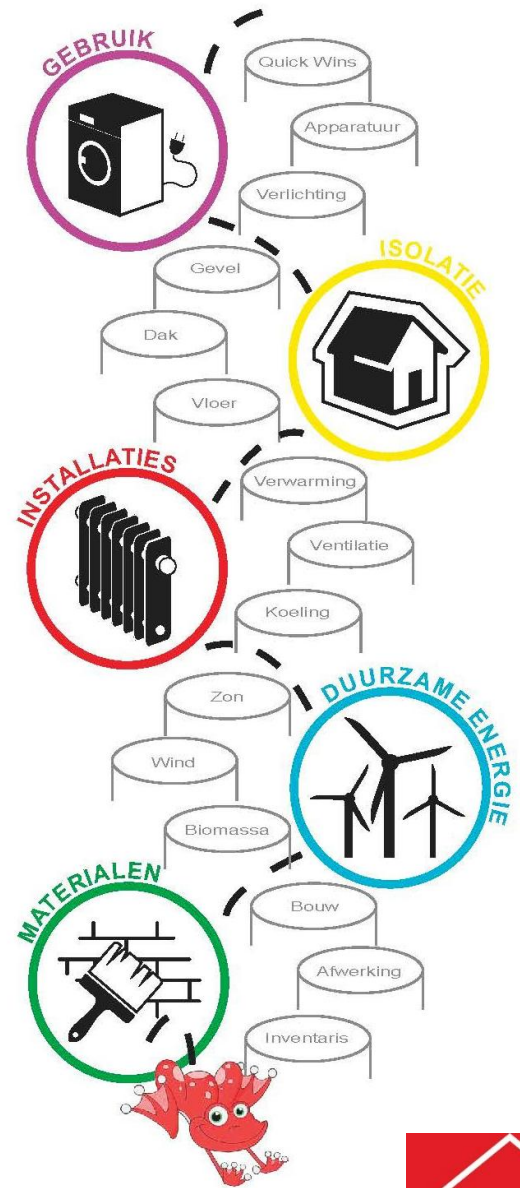 GEBRUIK
Quick Wins
Apparatuur
Verlichting
ISOLATIE
Gevel
Dak
Vloer
INSTALLATIES
Verwarming
Ventilatie
Koeling
DUURZAME ENERGIE
Zon
Wind
Biomassa
MATERIALEN
Bouw
Afwerking
Inventaris